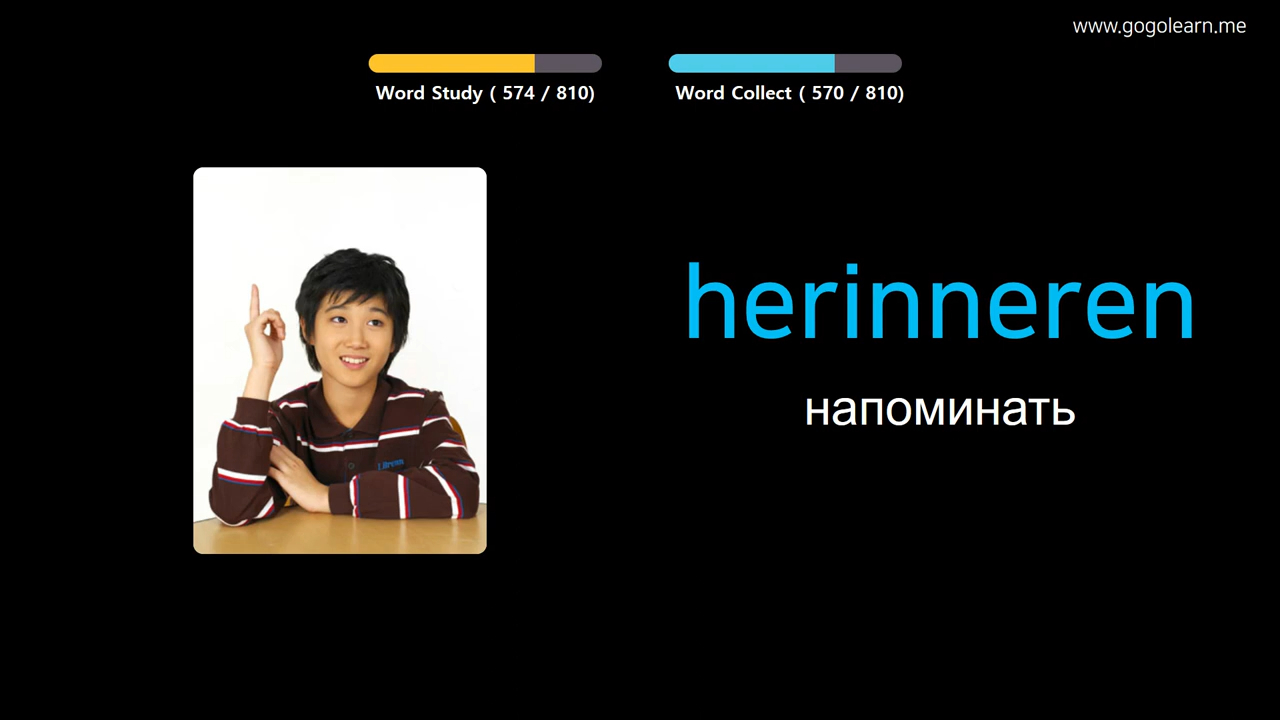 www.gogolearn.me
Word Study ( 574 / 810)
Word Collect ( 570 / 810)
herinneren
напоминать